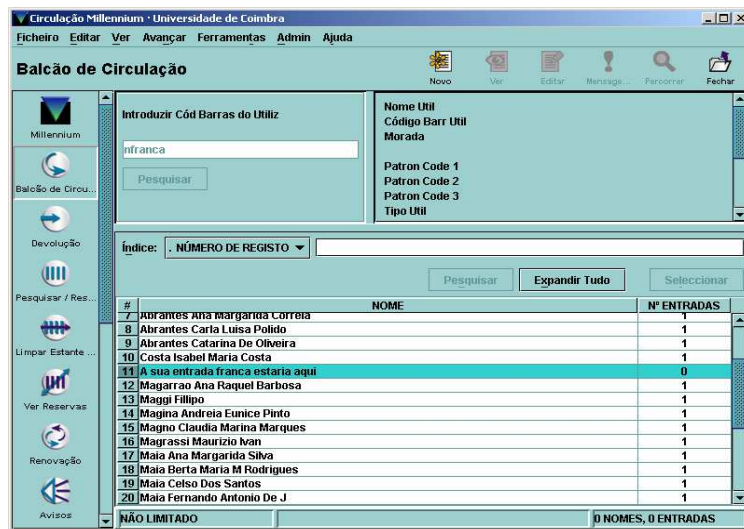 Circulação Millennium · Universidade de Coimbra
Ficheiro Editar Ver Avançar Ferramentas Admin Ajuda
Balcão de Circulação
Novo Ver Editar Mensage... Percorrer Fechar
Millennium
Balcão de Circu...
Devolução
Pesquisar / Res...
Limpar Estante ...
Ver Reservas
Renovação
Avisos
Introduzir Cód Barras do Utiliz
nfranca
Pesquisar
Nome Util
Código Barr Util
Morada
Patron Code 1
Patron Code 2
Patron Code 3
Tipo Util
Índice: . NÚMERO DE REGISTO
Pesquisar Expandir Tudo Seleccionar
# NOME Nº ENTRADAS
7 Abrantes Ana Margarida Correia 1
8 Abrantes Carla Luisa Polido 1
9 Abrantes Catarina De Oliveira 1
10 Costa Isabel Maria Costa 1
11 A sua entrada franca estaria aqui 0
12 Magarrao Ana Raquel Barbosa 1
13 Maggi Fillipo 1
14 Magina Andreia Eunice Pinto 1
15 Magno Claudia Marina Marques 1
16 Magrassi Maurizio Ivan 1
17 Maia Ana Margarida Silva 1
18 Maia Berta Maria M Rodrigues 1
19 Maia Celso Dos Santos 1
20 Maia Fernando Antonio De J 1
NÃO LIMITADO 0 NOMES, 0 ENTRADAS